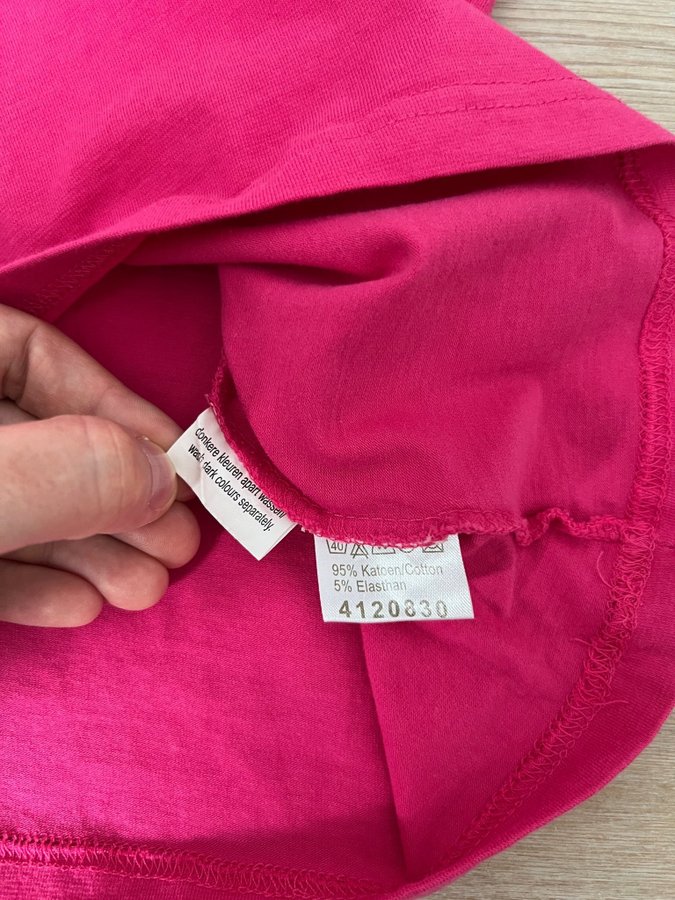 donkere kleuren apart wassen/
wash dark colours separately.
40
95% Katoen/Cotton
5% Elasthan
4120830